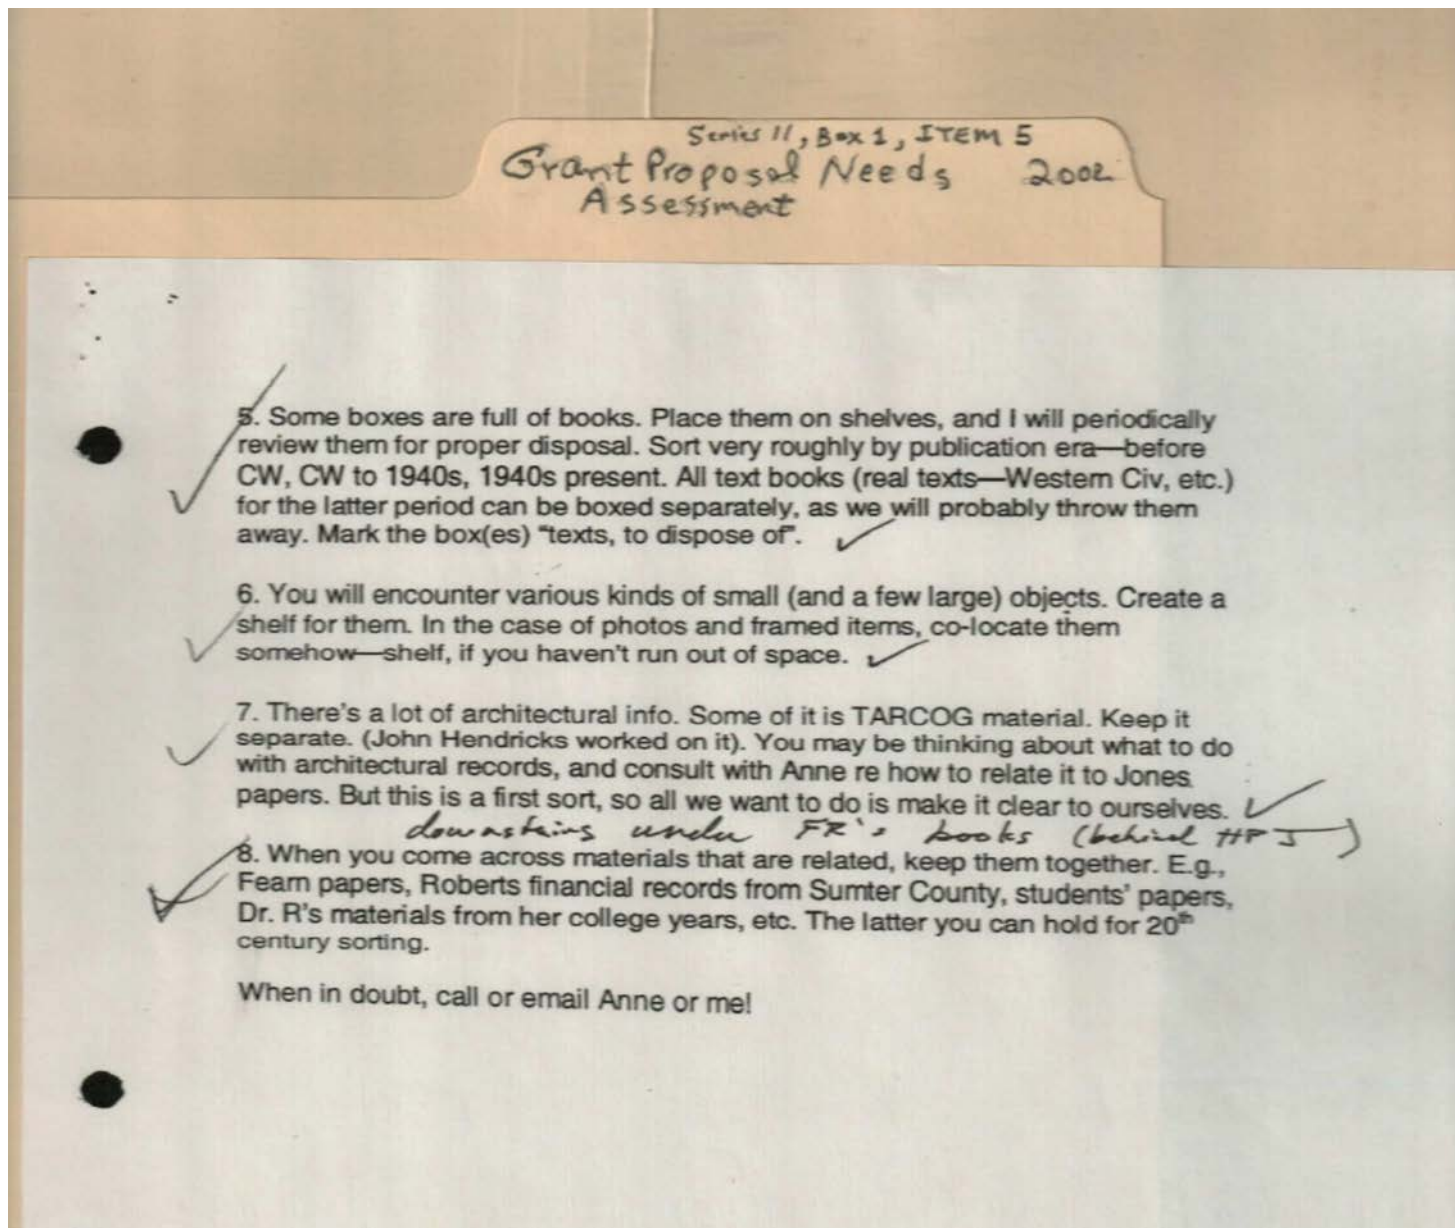 Series 11, Box 1, ITEM 5
Grant Proposal Needs 2002
Assessment
5. Some boxes are full of books. Place them on shelves, and I will periodically
review them for proper disposal. Sort very roughly by publication era—before
CW, CW to 1940s, 1940s present. All text books (real texts—Western Civ, etc.)
for the latter period can be boxed separately, as we will probably throw them
away. Mark the box(es) "texts, to dispose of".
6. You will encounter various kinds of small (and a few large) objects. Create a
shelf for them. In the case of photos and framed items, co-locate them
somehow—shelf, if you haven't run out of space.
7. There's a lot of architectural info. Some of it is TARCOG material. Keep it
separate. (John Hendricks worked on it). You may be thinking about what to do
with architectural records, and consult with Anne re how to relate it to Jones
papers. But this is a first sort, so all we want to do is make it clear to ourselves.
downstairs under FR's books (behind HPJ)
8. When you come across materials that are related, keep them together. E.g.,
Fearn papers, Roberts financial records from Sumter County, students' papers,
Dr. R's materials from her college years, etc. The latter you can hold for 20th
century sorting.
When in doubt, call or email Anne or me!